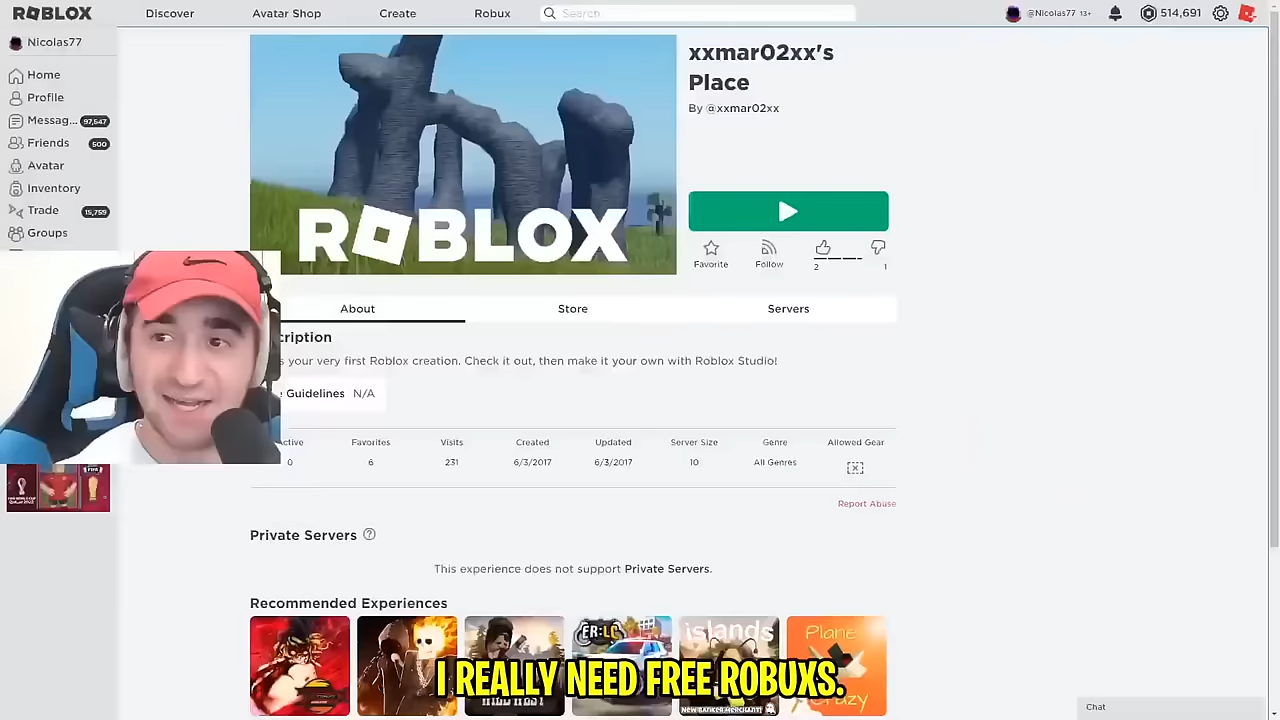 ROBLOX
Discover
Avatar Shop
Create
Robux
Search
@Nicolas77 13+
514,691
Nicolas77
Home
Profile
Messag... 97,547
Friends 500
Avatar
Inventory
Trade 15,759
Groups
ROBLOX
xxmar02xx's
Place
By @xxmar02xx
Favorite
Follow
2
1
About
Store
Servers
cription
s your very first Roblox creation. Check it out, then make it your own with Roblox Studio!
e Guidelines N/A
ctive Favorites Visits Created Updated Server Size Genre Allowed Gear
0 6 231 6/3/2017 6/3/2017 10 All Genres
Report Abuse
Private Servers ?
This experience does not support Private Servers.
Recommended Experiences
ER:LC
islands
Plane
Crazy
I REALLY NEED FREE ROBUXS.
Chat